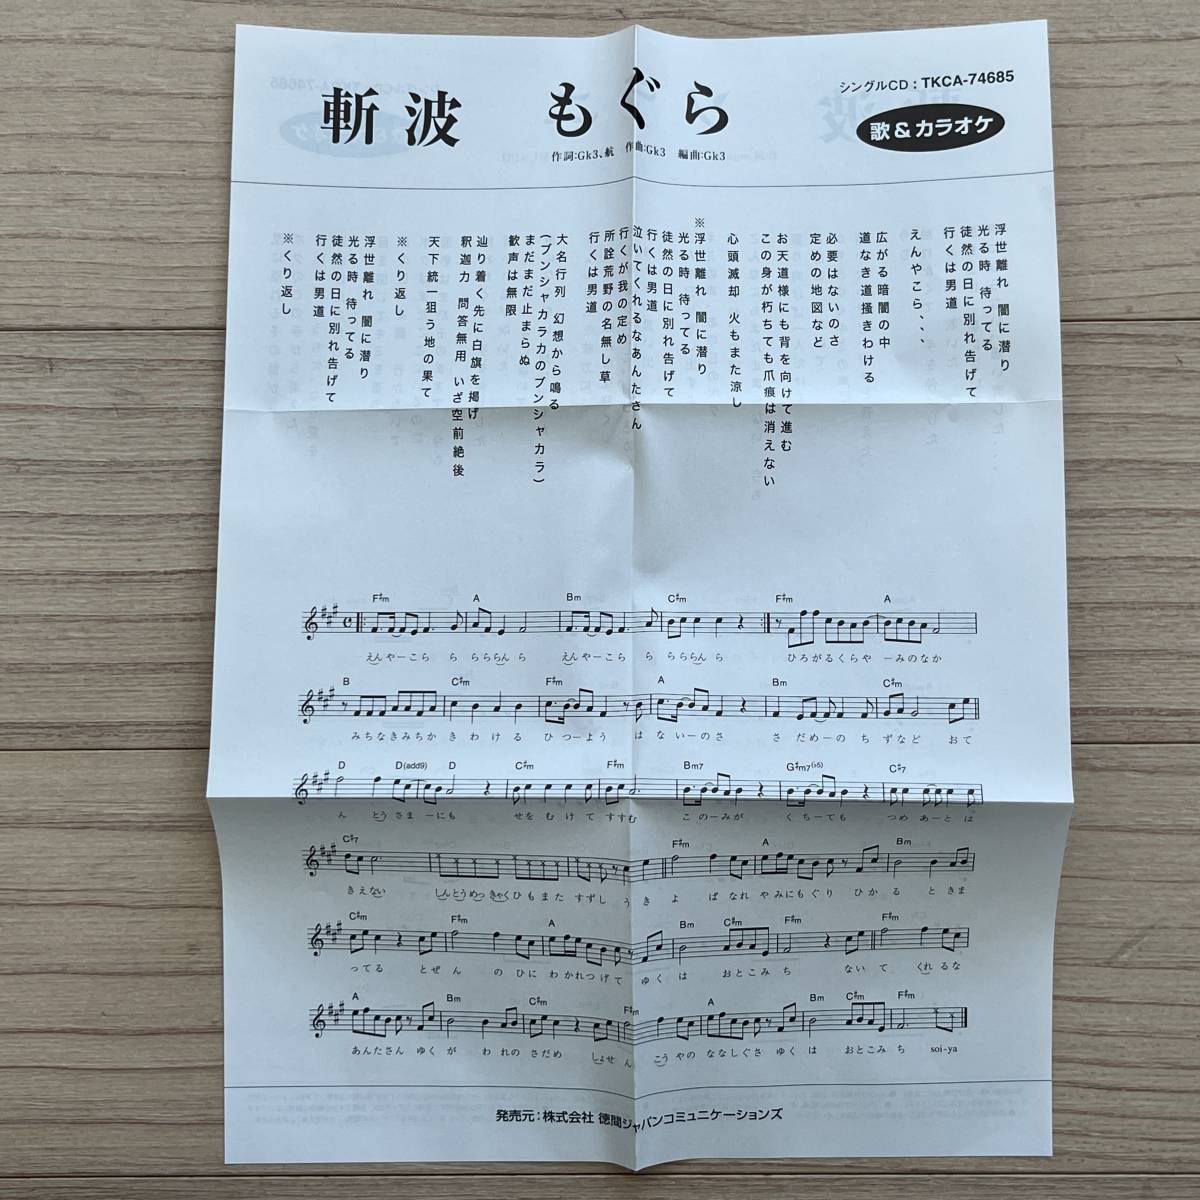 斬波　もぐら
シングルCD：TKCA-74685
歌＆カラオケ
作詞:Gk3、航　作曲:Gk3　編曲:Gk3
浮世離れ　闇に潜り
光る時　待ってる
徒然の日に別れ告げて
行くは男道
えんやこら、、、
広がる暗闇の中
道なき道掻きわける
必要はないのさ
定めの地図など
お天道様にも背を向けて進む
この身が朽ちても爪痕は消えない
心頭滅却　火もまた涼し
※浮世離れ　闇に潜り
光る時　待ってる
徒然の日に別れ告げて
行くは男道
泣いてくれるなあんたさん
行くが我の定め
所詮荒野の名無し草
行くは男道
大名行列　幻想から鳴る
(ブンシャカラカのブンシャカラ)
まだまだ止まらぬ
歓声は無限
辿り着く先に白旗を掲げ
釈迦力　問答無用　いざ空前絶後
天下統一狙う地の果て
※くり返し
浮世離れ　闇に潜り
光る時　待ってる
徒然の日に別れ告げて
行くは男道
※くり返し
F♯m A Bm C♯m F♯m A
えんやーこら ら らららんら えんやーこら ら らららんら ひろがるくらや ーみのなか
B C♯m F♯m A Bm C♯m
みちなきみちか きわける ひつーよう はないーのさ さ だめーの ちずなど おて
D D(add9) D C♯m F♯m Bm7 G♯m7(♭5) C♯7
ん とうさまーにも せをむけて すすむ このーみが くちーても つめあーとは
C♯7 F♯m C♯m A Bm
きえない しんとうめっきゃくひもまた すずし うきよ ばなれ やみにもぐり ひかる ときま
C♯m F♯m A Bm C♯m F♯m F♯m C♯m
ってる とぜん のひに わかれつげて ゆくは おとこみち ないて くれるな
A Bm C♯m F♯m A Bm C♯m F♯m
あんたさん ゆくが われの さだめ しょせん こうやの ななしぐさ ゆくは おとこみち soi-ya
発売元：株式会社 徳間ジャパンコミュニケーションズ